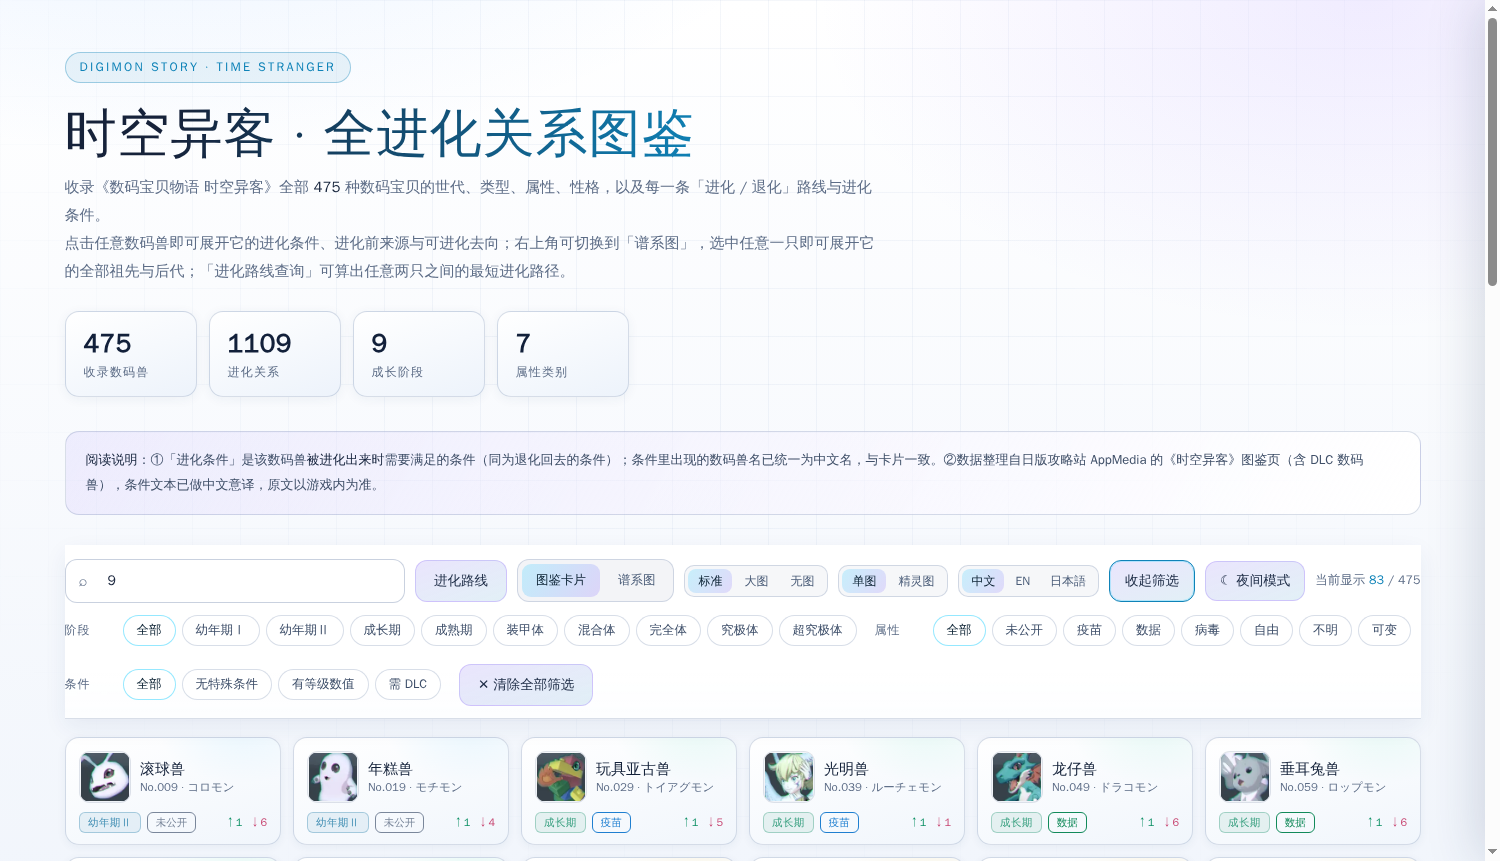 DIGIMON STORY · TIME STRANGER
时空异客 · 全进化关系图鉴
收录《数码宝贝物语 时空异客》全部 475 种数码宝贝的世代、类型、属性、性格，以及每一条「进化 / 退化」路线与进化
条件。
点击任意数码兽即可展开它的进化条件、进化前来源与可进化去向；右上角可切换到「谱系图」，选中任意一只即可展开它
的全部祖先与后代；「进化路线查询」可算出任意两只之间的最短进化路径。
475 1109 9 7
收录数码兽 进化关系 成长阶段 属性类别
阅读说明：①「进化条件」是该数码兽被进化出来时需要满足的条件（同为退化回去的条件）；条件里出现的数码兽名已统一为中文名，与卡片一致。②数据整理自日版攻略站 AppMedia 的《时空异客》图鉴页（含 DLC 数码
兽），条件文本已做中文意译，原文以游戏内为准。
⌕ 9 进化路线 图鉴卡片 谱系图 标准 大图 无图 单图 精灵图 中文 EN 日本語 收起筛选 ☾ 夜间模式 当前显示 83 / 475
阶段 全部 幼年期Ⅰ 幼年期Ⅱ 成长期 成熟期 装甲体 混合体 完全体 究极体 超究极体 属性 全部 未公开 疫苗 数据 病毒 自由 不明 可变
条件 全部 无特殊条件 有等级数值 需 DLC ✕ 清除全部筛选
滚球兽 年糕兽 玩具亚古兽 光明兽 龙仔兽 垂耳兔兽
No.009 · コロモン No.019 · モチモン No.029 · トイアグモン No.039 · ルーチェモン No.049 · ドラコモン No.059 · ロップモン
幼年期Ⅱ 未公开 ↑1 ↓6 幼年期Ⅱ 未公开 ↑1 ↓4 成长期 疫苗 ↑1 ↓5 成长期 疫苗 ↑1 ↓1 成长期 数据 ↑1 ↓6 成长期 数据 ↑1 ↓6